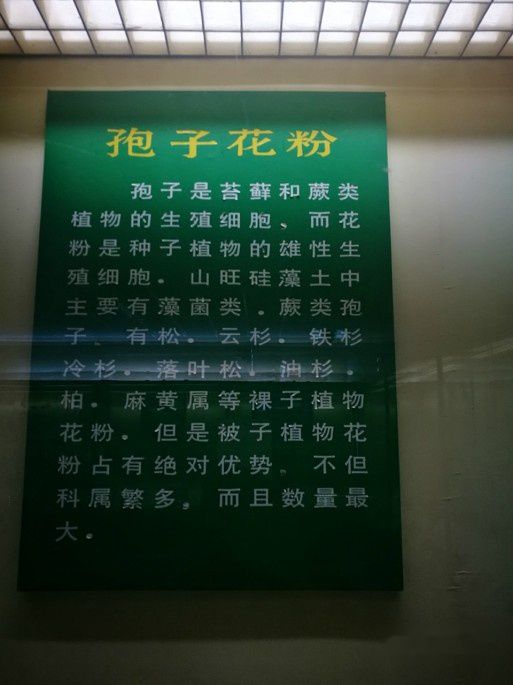 孢子花粉
孢子是苔藓和蕨类
植物的生殖细胞、而花
粉是种子植物的雄性生
殖细胞。山旺硅藻土中
主要有藻菌类。蕨类孢
子、有松。云杉。铁杉
冷杉。落叶松。油杉。
柏。麻黄属等裸子植物
花粉。但是被子植物花
粉占有绝对优势。不但
科属繁多，而且数量最
大。